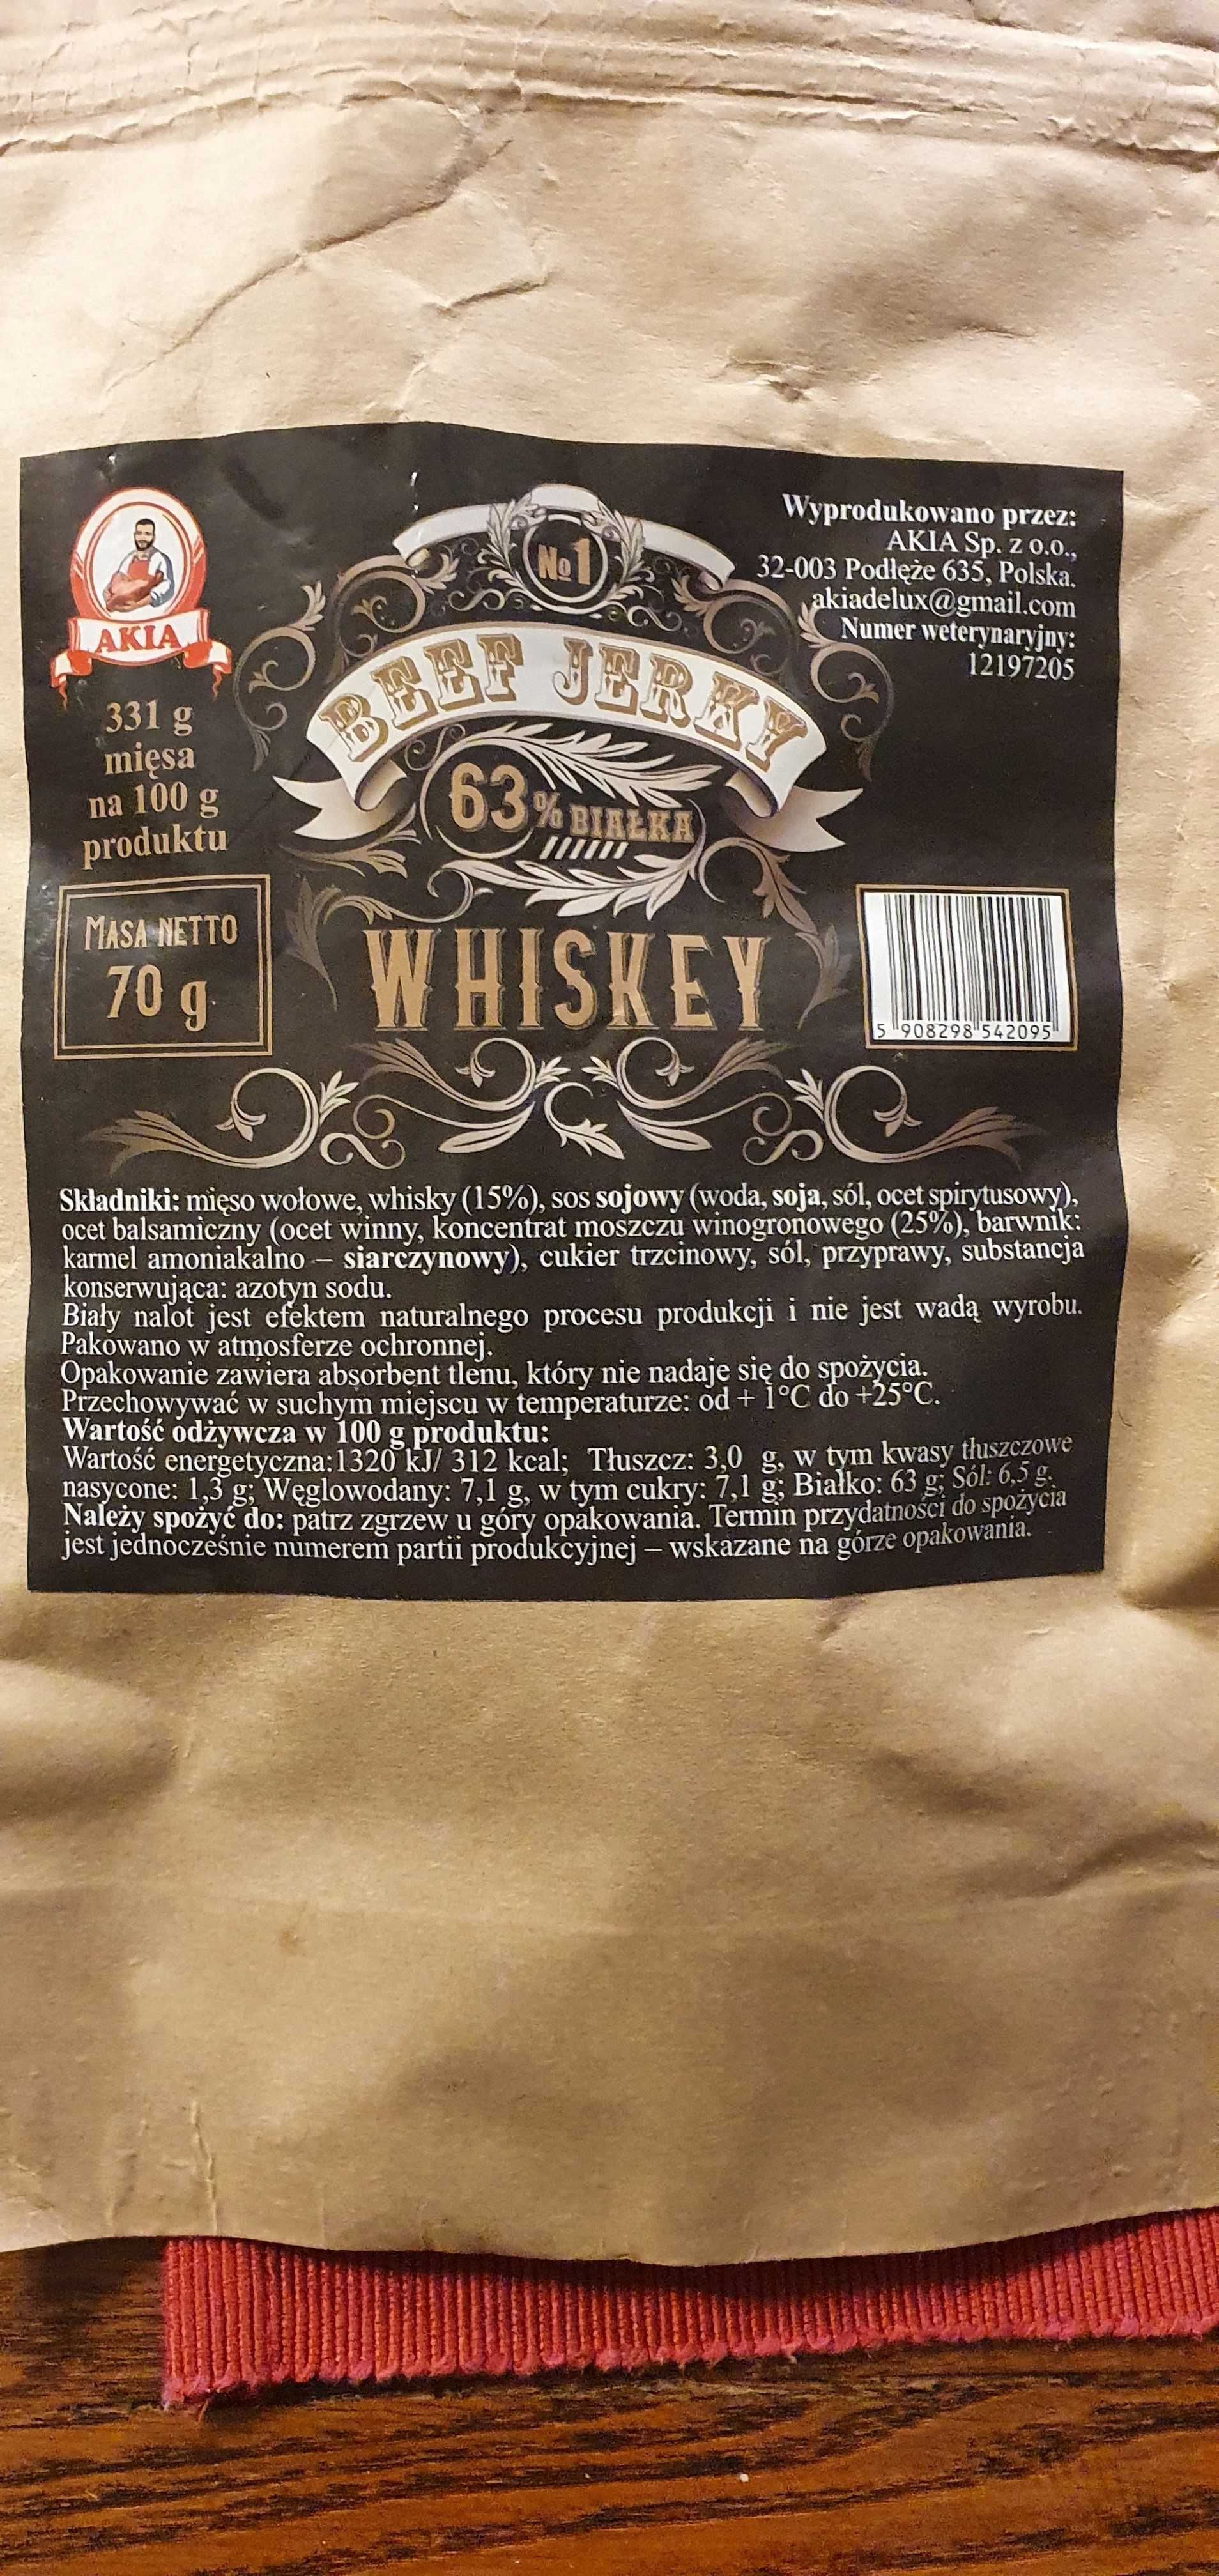 AKIA
331 g
mięsa
na 100 g
produktu
MASA NETTO
70 g
№1
BEEF JERKY
63% BIAŁKA
WHISKEY
Wyprodukowano przez:
AKIA Sp. z o.o.,
32-003 Podłęże 635, Polska.
akiadelux@gmail.com
Numer weterynaryjny:
12197205
5 908298 542095
Składniki: mięso wołowe, whisky (15%), sos sojowy (woda, soja, sól, ocet spirytusowy),
ocet balsamiczny (ocet winny, koncentrat moszczu winogronowego (25%), barwnik:
karmel amoniakalno – siarczynowy), cukier trzcinowy, sól, przyprawy, substancja
konserwująca: azotyn sodu.
Biały nalot jest efektem naturalnego procesu produkcji i nie jest wadą wyrobu.
Pakowano w atmosferze ochronnej.
Opakowanie zawiera absorbent tlenu, który nie nadaje się do spożycia.
Przechowywać w suchym miejscu w temperaturze: od + 1°C do +25°C.
Wartość odżywcza w 100 g produktu:
Wartość energetyczna:1320 kJ/ 312 kcal; Tłuszcz: 3,0 g, w tym kwasy tłuszczowe
nasycone: 1,3 g; Węglowodany: 7,1 g, w tym cukry: 7,1 g; Białko: 63 g; Sól: 6,5 g.
Należy spożyć do: patrz zgrzew u góry opakowania. Termin przydatności do spożycia
jest jednocześnie numerem partii produkcyjnej – wskazane na górze opakowania.